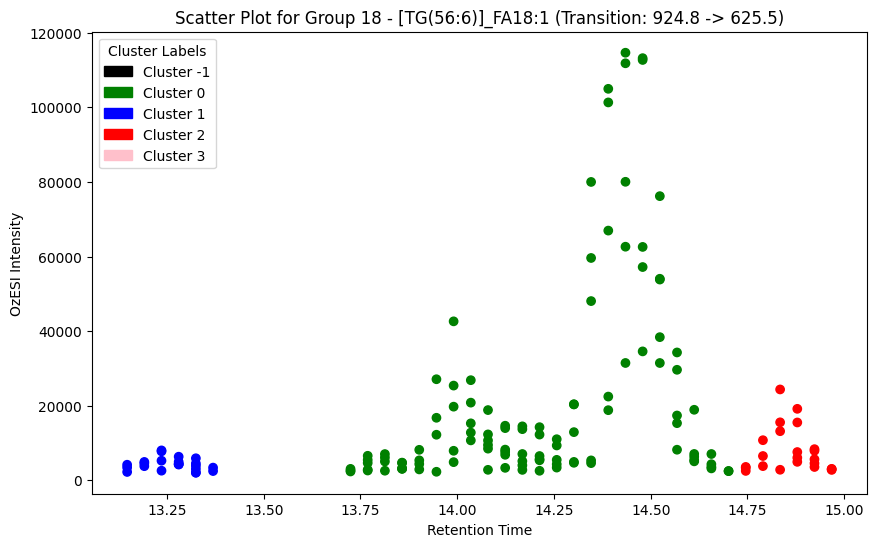 Scatter Plot for Group 18 - [TG(56:6)]_FA18:1 (Transition: 924.8 -> 625.5)
Cluster Labels
Cluster -1
Cluster 0
Cluster 1
Cluster 2
Cluster 3
OzESI Intensity
120000
100000
80000
60000
40000
20000
0
13.25 13.50 13.75 14.00 14.25 14.50 14.75 15.00
Retention Time